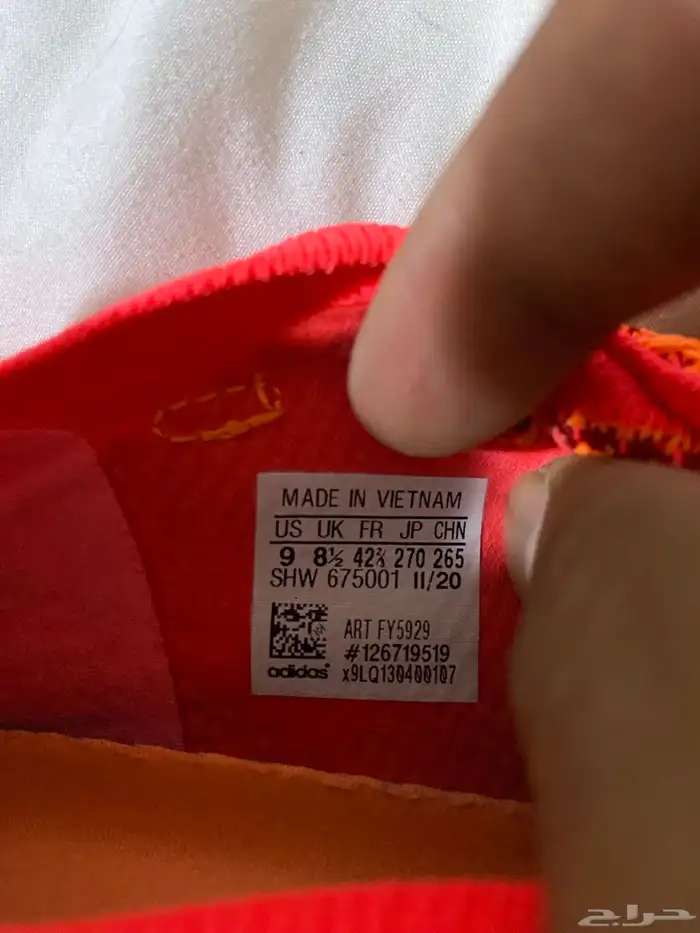 MADE IN VIETNAM
US UK FR JP CHN
9 8½ 42⅔ 270 265
SHW 675001 11/20
ART FY5929
#126719519
adidas® x9LQ130400107
حراج